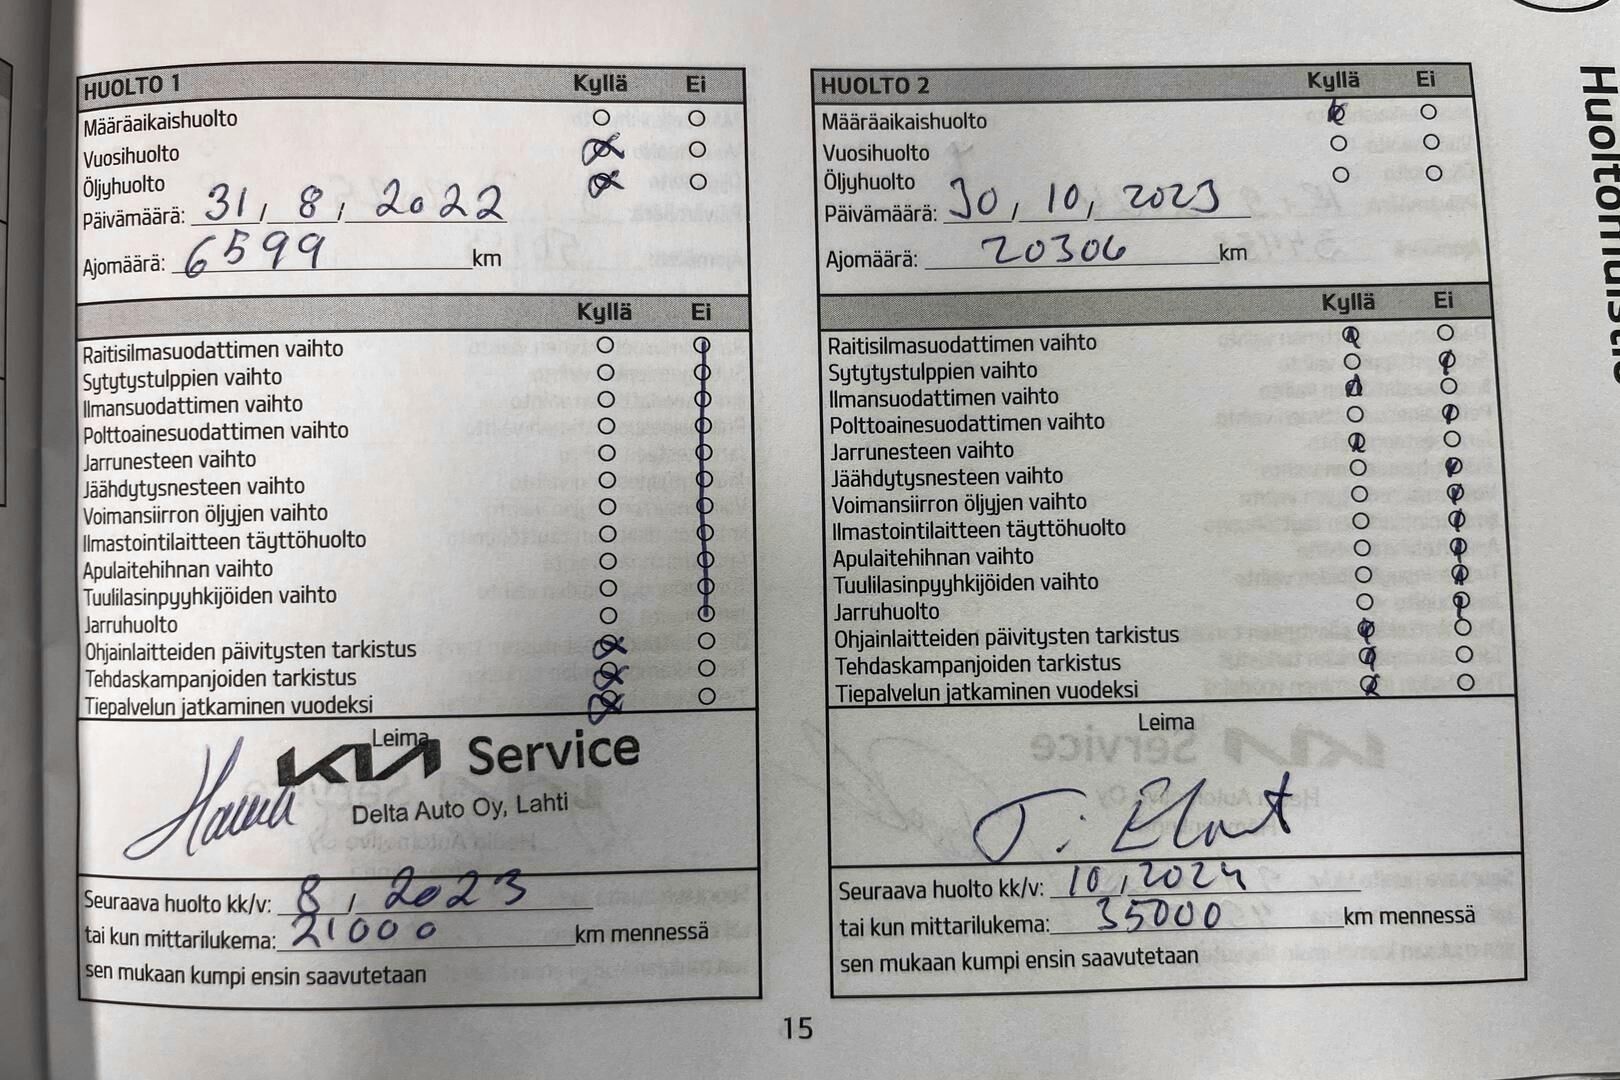 HUOLTO 1 Kyllä Ei
Määräaikaishuolto
Vuosihuolto
Öljyhuolto
Päivämäärä: 31, 8, 2022
Ajomäärä: 6599 km
Kyllä Ei
Raitisilmasuodattimen vaihto
Sytytystulppien vaihto
Ilmansuodattimen vaihto
Polttoainesuodattimen vaihto
Jarrunesteen vaihto
Jäähdytysnesteen vaihto
Voimansiirron öljyjen vaihto
Ilmastointilaitteen täyttöhuolto
Apulaitehihnan vaihto
Tuulilasinpyyhkijöiden vaihto
Jarruhuolto
Ohjainlaitteiden päivitysten tarkistus
Tehdaskampanjoiden tarkistus
Tiepalvelun jatkaminen vuodeksi
Leima
KIA Service
Delta Auto Oy, Lahti
Seuraava huolto kk/v: 8, 2023
tai kun mittarilukema: 21000 km mennessä
sen mukaan kumpi ensin saavutetaan
HUOLTO 2 Kyllä Ei
Määräaikaishuolto
Vuosihuolto
Öljyhuolto
Päivämäärä: 30, 10, 2023
Ajomäärä: 20306 km
Kyllä Ei
Raitisilmasuodattimen vaihto
Sytytystulppien vaihto
Ilmansuodattimen vaihto
Polttoainesuodattimen vaihto
Jarrunesteen vaihto
Jäähdytysnesteen vaihto
Voimansiirron öljyjen vaihto
Ilmastointilaitteen täyttöhuolto
Apulaitehihnan vaihto
Tuulilasinpyyhkijöiden vaihto
Jarruhuolto
Ohjainlaitteiden päivitysten tarkistus
Tehdaskampanjoiden tarkistus
Tiepalvelun jatkaminen vuodeksi
Leima
Seuraava huolto kk/v: 10, 2024
tai kun mittarilukema: 35000 km mennessä
sen mukaan kumpi ensin saavutetaan
15